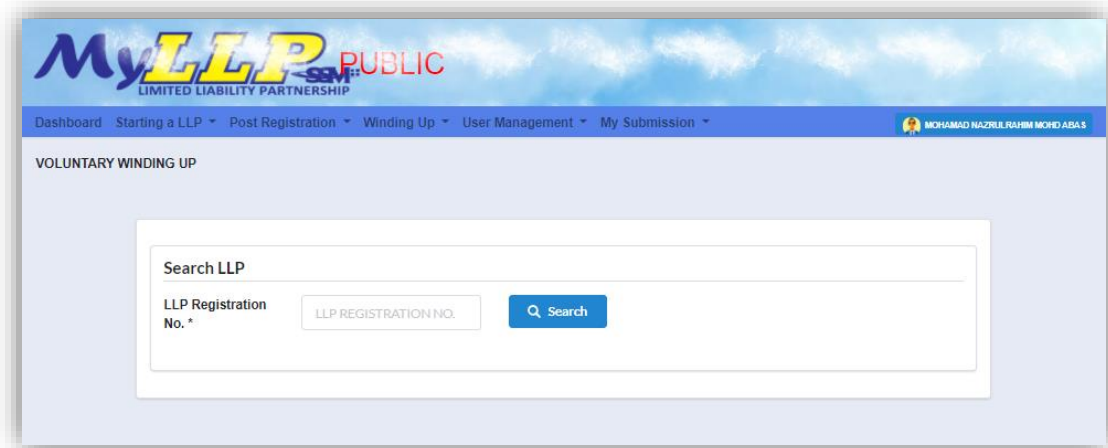 MyLLP PUBLIC
SSM
LIMITED LIABILITY PARTNERSHIP
Dashboard Starting a LLP Post Registration Winding Up User Management My Submission MOHAMAD NAZRULRAHIM MOHD ABAS
VOLUNTARY WINDING UP
Search LLP
LLP Registration
No. *
LLP REGISTRATION NO.
Search